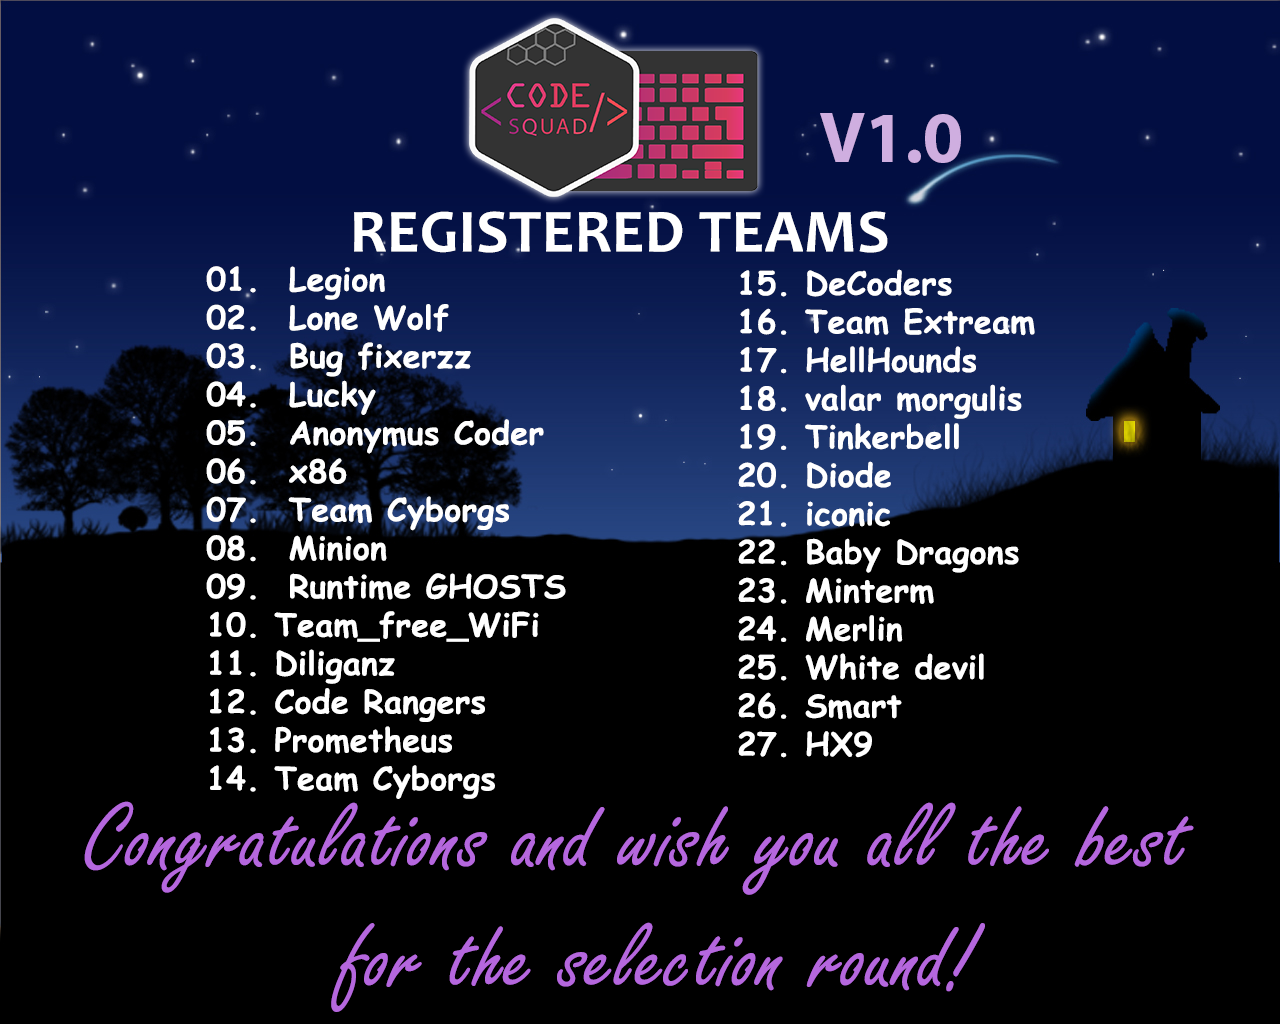 <CODE
SQUAD/>
V1.0
REGISTERED TEAMS
01. Legion
02. Lone Wolf
03. Bug fixerzz
04. Lucky
05. Anonymus Coder
06. x86
07. Team Cyborgs
08. Minion
09. Runtime GHOSTS
10. Team_free_WiFi
11. Diliganz
12. Code Rangers
13. Prometheus
14. Team Cyborgs
15. DeCoders
16. Team Extream
17. HellHounds
18. valar morgulis
19. Tinkerbell
20. Diode
21. iconic
22. Baby Dragons
23. Minterm
24. Merlin
25. White devil
26. Smart
27. HX9
Congratulations and wish you all the best
for the selection round!